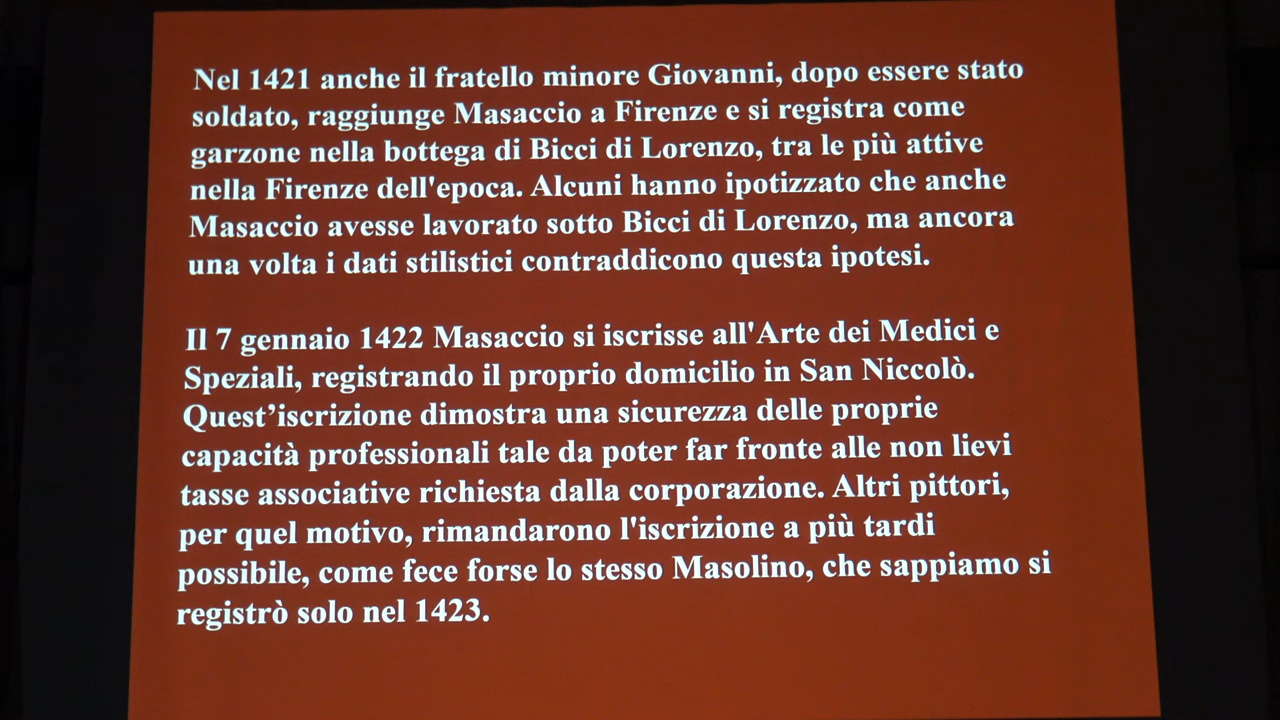 Nel 1421 anche il fratello minore Giovanni, dopo essere stato
soldato, raggiunge Masaccio a Firenze e si registra come
garzone nella bottega di Bicci di Lorenzo, tra le più attive
nella Firenze dell'epoca. Alcuni hanno ipotizzato che anche
Masaccio avesse lavorato sotto Bicci di Lorenzo, ma ancora
una volta i dati stilistici contraddicono questa ipotesi.
Il 7 gennaio 1422 Masaccio si iscrisse all'Arte dei Medici e
Speziali, registrando il proprio domicilio in San Niccolò.
Quest’iscrizione dimostra una sicurezza delle proprie
capacità professionali tale da poter far fronte alle non lievi
tasse associative richiesta dalla corporazione. Altri pittori,
per quel motivo, rimandarono l'iscrizione a più tardi
possibile, come fece forse lo stesso Masolino, che sappiamo si
registrò solo nel 1423.